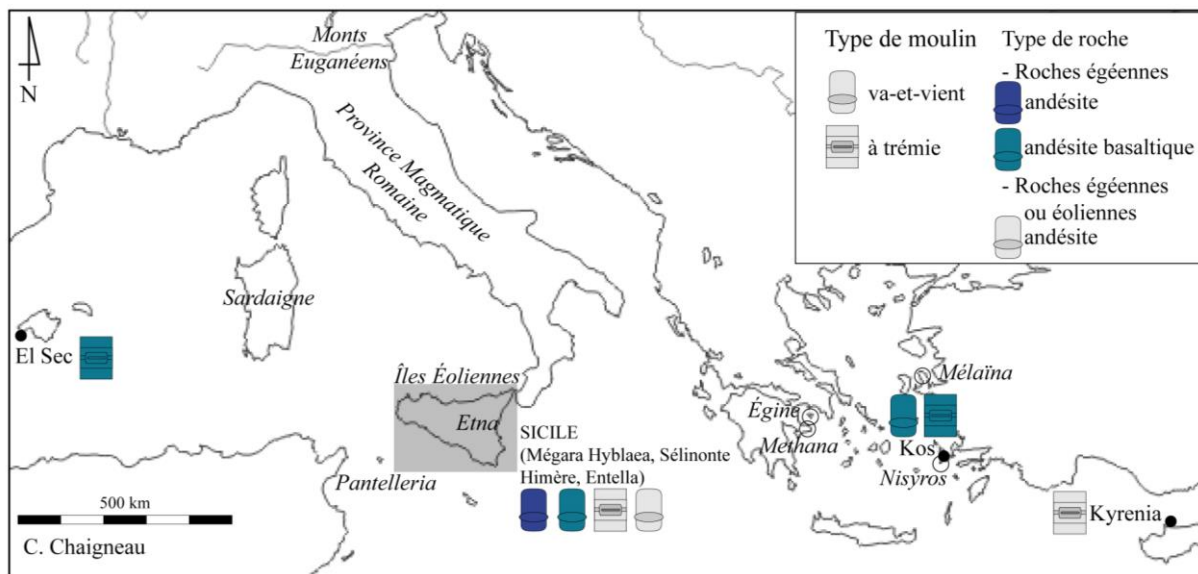 Monts
Euganéens
Province Magmatique
Romaine
Sardaigne
El Sec
Îles Éoliennes
Etna
SICILE
(Mégara Hyblaea, Sélinonte
Himère, Entella)
Pantelleria
500 km
C. Chaigneau
N
Type de moulin
va-et-vient
à trémie
Type de roche
- Roches égéennes
andésite
andésite basaltique
- Roches égéennes
ou éoliennes
andésite
Mélaïna
Égine
Methana
Kos
Nisyros
Kyrenia